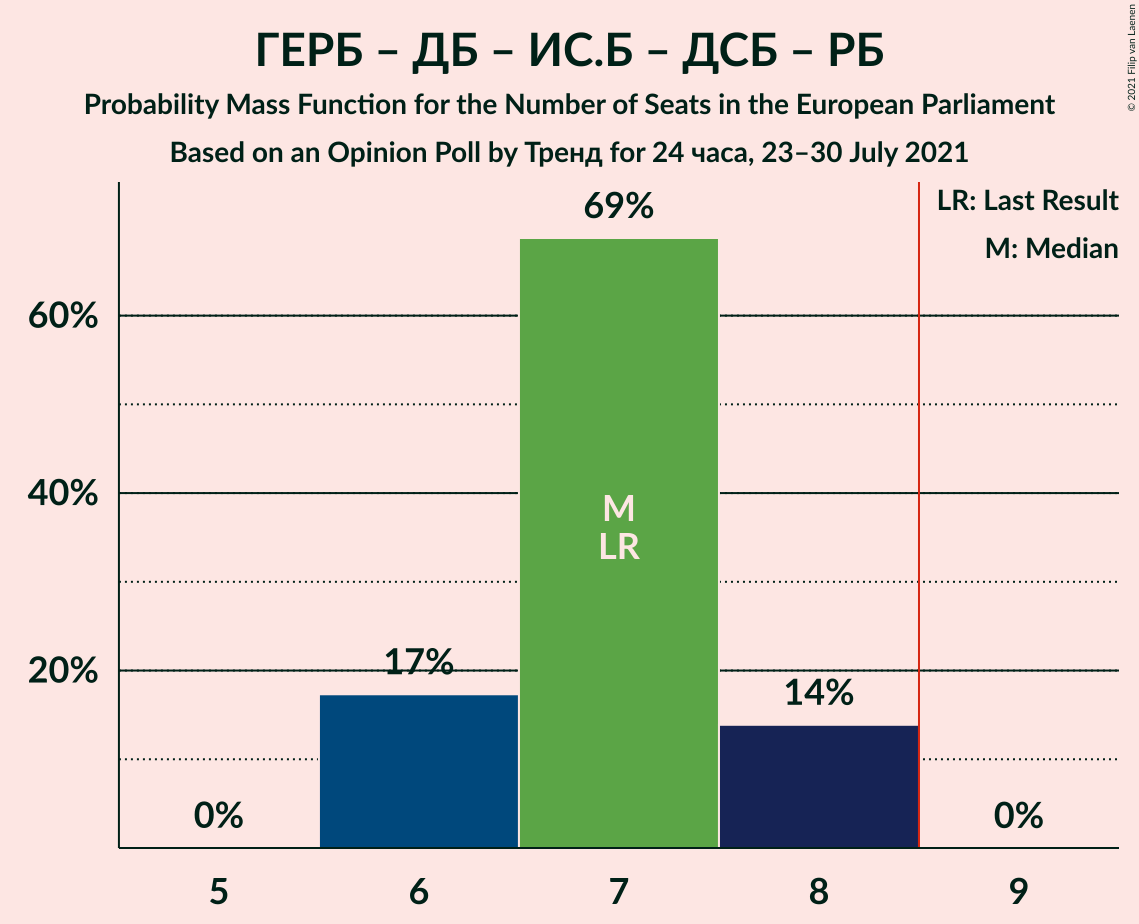 ГЕРБ – ДБ – ИС.Б – ДСБ – РБ
Probability Mass Function for the Number of Seats in the European Parliament
Based on an Opinion Poll by Тренд for 24 часа, 23–30 July 2021
© 2021 Filip van Laenen
LR: Last Result
M: Median
69%
60%
40%
M
LR
20%
17%
14%
0%
0%
5
6
7
8
9